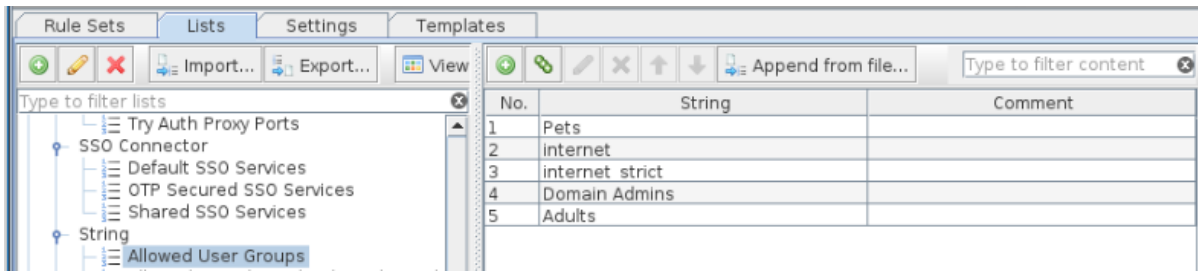 Rule Sets Lists Settings Templates
Import... Export... View Append from file... Type to filter content
Type to filter lists
No. String Comment
Try Auth Proxy Ports
SSO Connector
Default SSO Services
OTP Secured SSO Services
Shared SSO Services
String
Allowed User Groups
1 Pets
2 internet
3 internet strict
4 Domain Admins
5 Adults